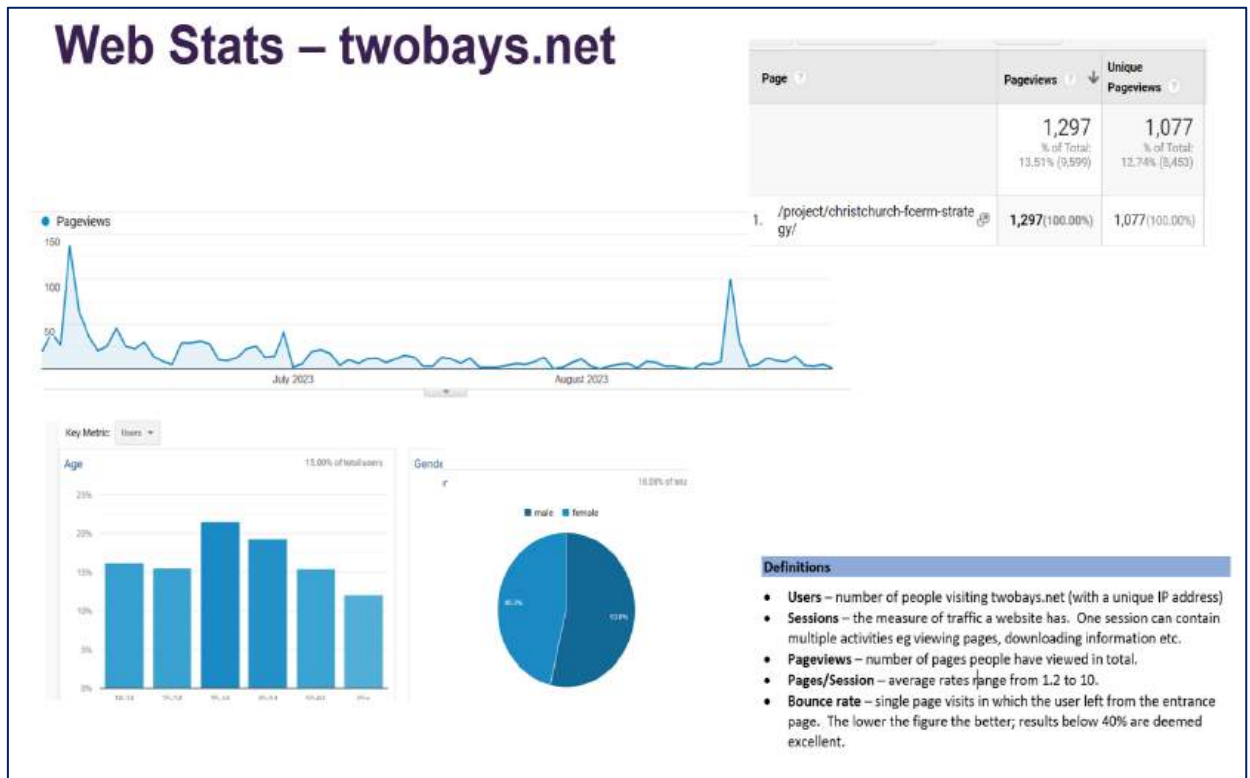 Web Stats – twobays.net
Page
Pageviews
Unique
Pageviews
1,297
1,077
% of Total:
% of Total:
13.51% (9,599)
12.74% (8,453)
1.
/project/christchurch-fcerm-strate
gy/
1,297(100.00%)
1,077(100.00%)
Pageviews
150
100
50
July 2023
August 2023
Key Metric:
Users
Age
15.00% of total users
25%
20%
15%
10%
5%
0%
Gende
r
male
female
Definitions
• Users – number of people visiting twobays.net (with a unique IP address)
• Sessions – the measure of traffic a website has. One session can contain
multiple activities eg viewing pages, downloading information etc.
• Pageviews – number of pages people have viewed in total.
• Pages/Session – average rates range from 1.2 to 10.
• Bounce rate – single page visits in which the user left from the entrance
page. The lower the figure the better; results below 40% are deemed
excellent.